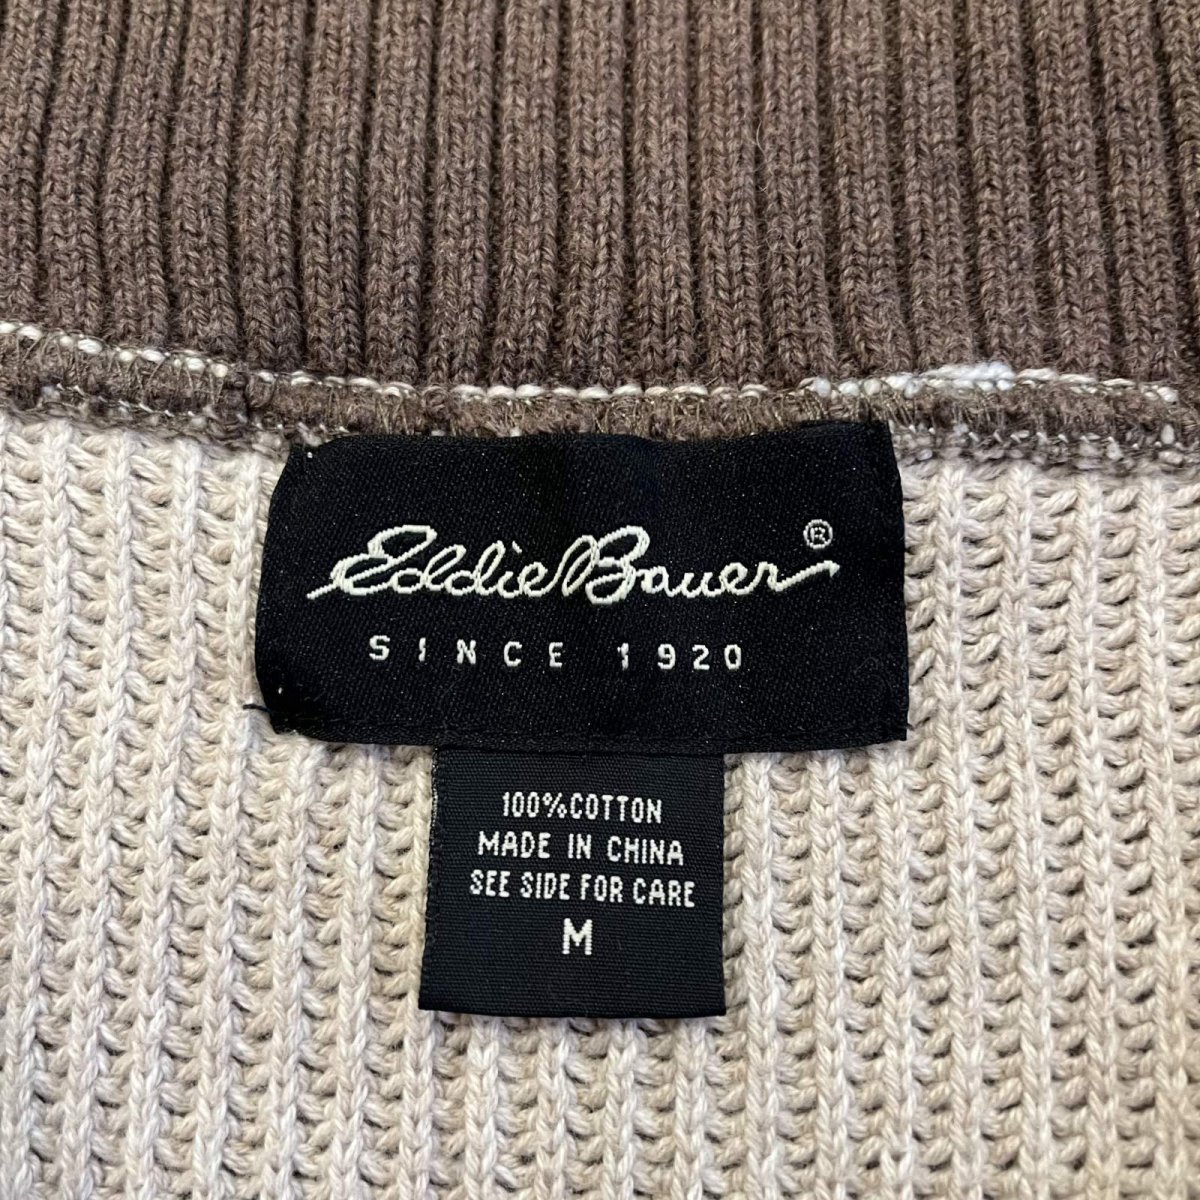 Eddie Bauer®
SINCE 1920
100%COTTON
MADE IN CHINA
SEE SIDE FOR CARE
M